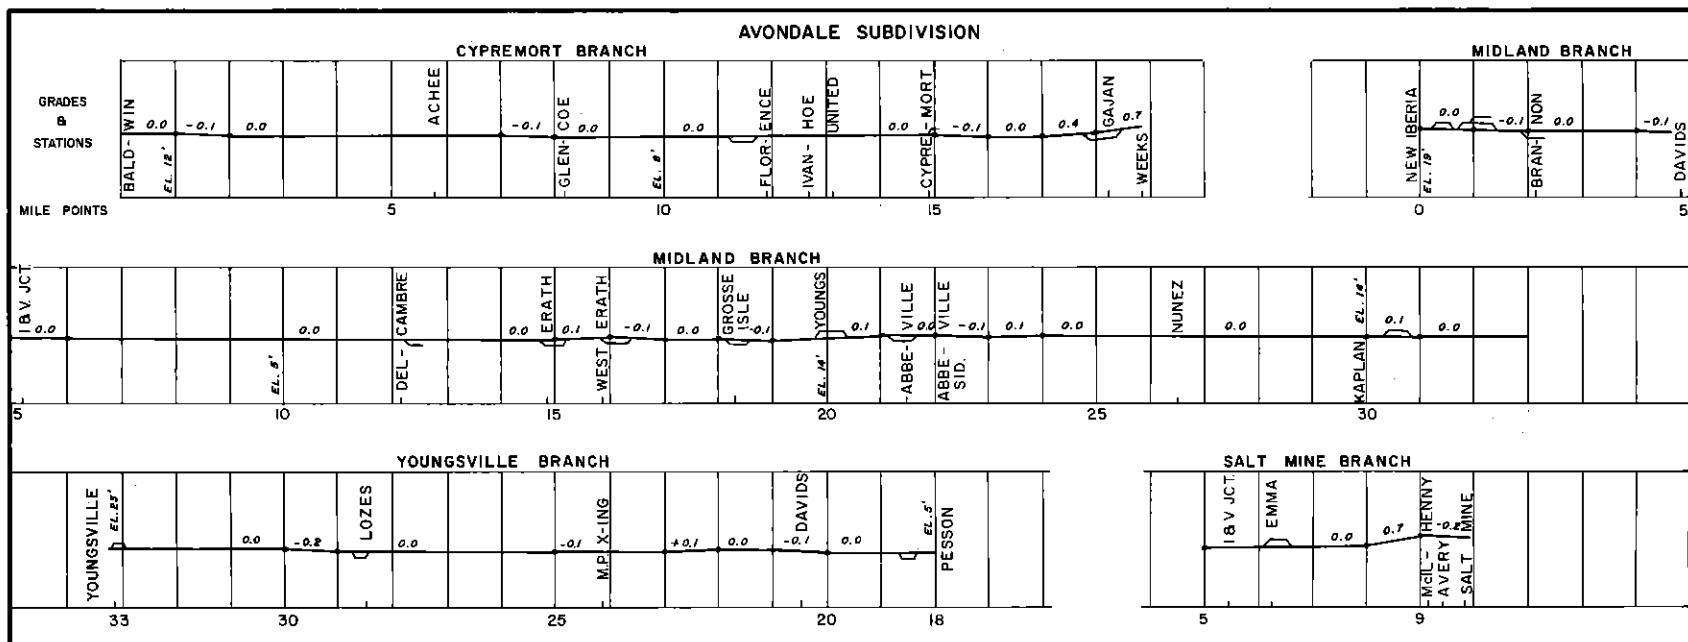 AVONDALE SUBDIVISION
CYPREMORT BRANCH
MIDLAND BRANCH
GRADES
&
STATIONS
BALD-WIN
0.0
EL. 12'
-0.1
0.0
ACHEE
-0.1
GLEN-COE
0.0
EL. 8'
0.0
FLOR-ENCE
IVAN-HOE
UNITED
0.0
CYPRE-MORT
-0.1
0.0
0.4
GAJAN
0.7
WEEKS
NEW IBERIA
EL. 19'
0.0
-0.1
BRAN-NON
0.0
-0.1
DAVIDS
MILE POINTS
5
10
15
0
5
MIDLAND BRANCH
I & V. JCT.
0.0
EL. 5'
0.0
DEL-CAMBRE
0.0
ERATH
0.1
WEST ERATH
-0.1
0.0
GROSSE
ISLE
-0.1
YOUNGS
EL. 14'
0.1
ABBE-VILLE
0.0
ABBE-VILLE
SID.
-0.1
0.1
0.0
NUNEZ
0.0
KAPLAN
EL. 14'
0.1
0.0
5
10
15
20
25
30
YOUNGSVILLE BRANCH
SALT MINE BRANCH
YOUNGSVILLE
EL. 25'
0.0
-0.2
LOZES
0.0
-0.1
M.P. X-ING
+0.1
0.0
-0.1
DAVIDS
0.0
EL. 5'
PESSON
I & V. JCT.
EMMA
0.0
0.7
McIL-HENNY
-0.2
AVERY
SALT MINE
33
30
25
20
18
5
9